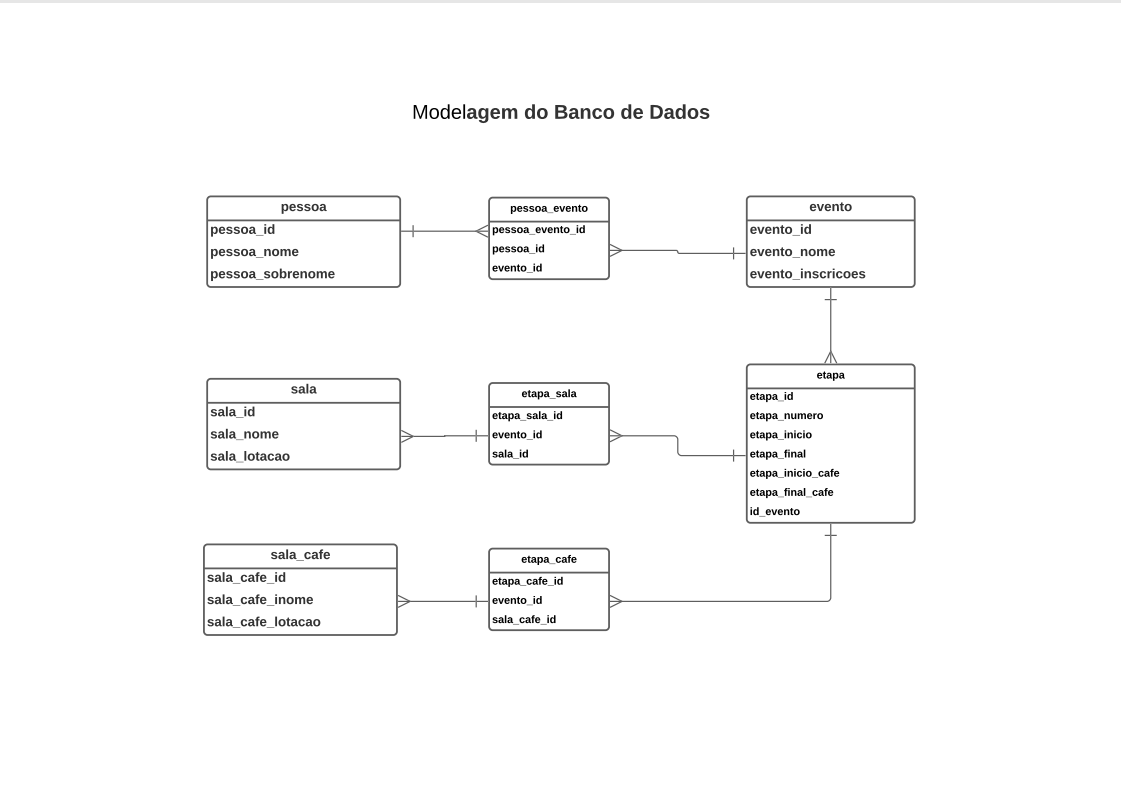 Modelagem do Banco de Dados
pessoa
pessoa_id
pessoa_nome
pessoa_sobrenome
pessoa_evento
pessoa_evento_id
pessoa_id
evento_id
evento
evento_id
evento_nome
evento_inscricoes
sala
sala_id
sala_nome
sala_lotacao
etapa_sala
etapa_sala_id
evento_id
sala_id
etapa
etapa_id
etapa_numero
etapa_inicio
etapa_final
etapa_inicio_cafe
etapa_final_cafe
id_evento
sala_cafe
sala_cafe_id
sala_cafe_inome
sala_cafe_lotacao
etapa_cafe
etapa_cafe_id
evento_id
sala_cafe_id